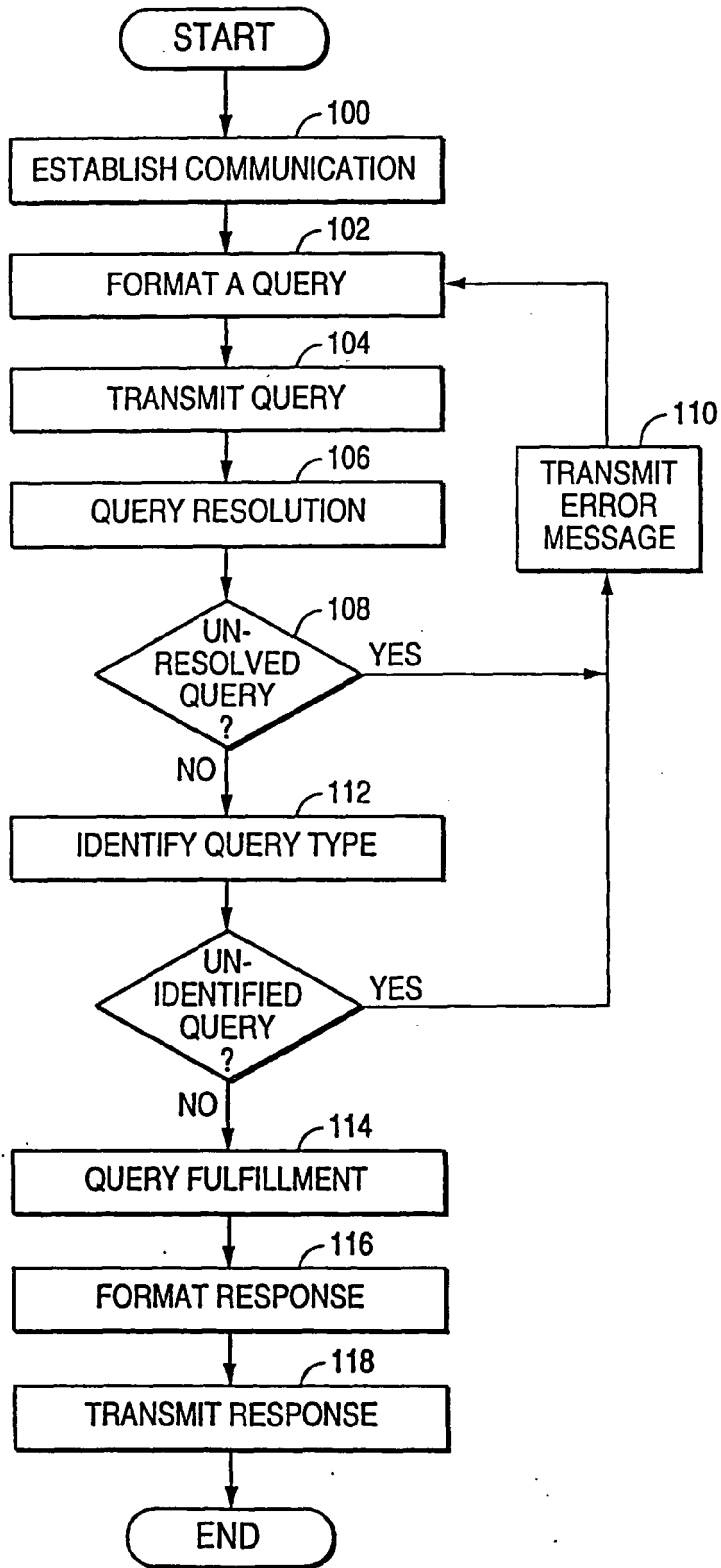 START
100
ESTABLISH COMMUNICATION
102
FORMAT A QUERY
104
TRANSMIT QUERY
106
QUERY RESOLUTION
110
TRANSMIT
ERROR
MESSAGE
108
UN-
RESOLVED
QUERY
?
YES
NO
112
IDENTIFY QUERY TYPE
UN-
IDENTIFIED
QUERY
?
YES
NO
114
QUERY FULFILLMENT
116
FORMAT RESPONSE
118
TRANSMIT RESPONSE
END